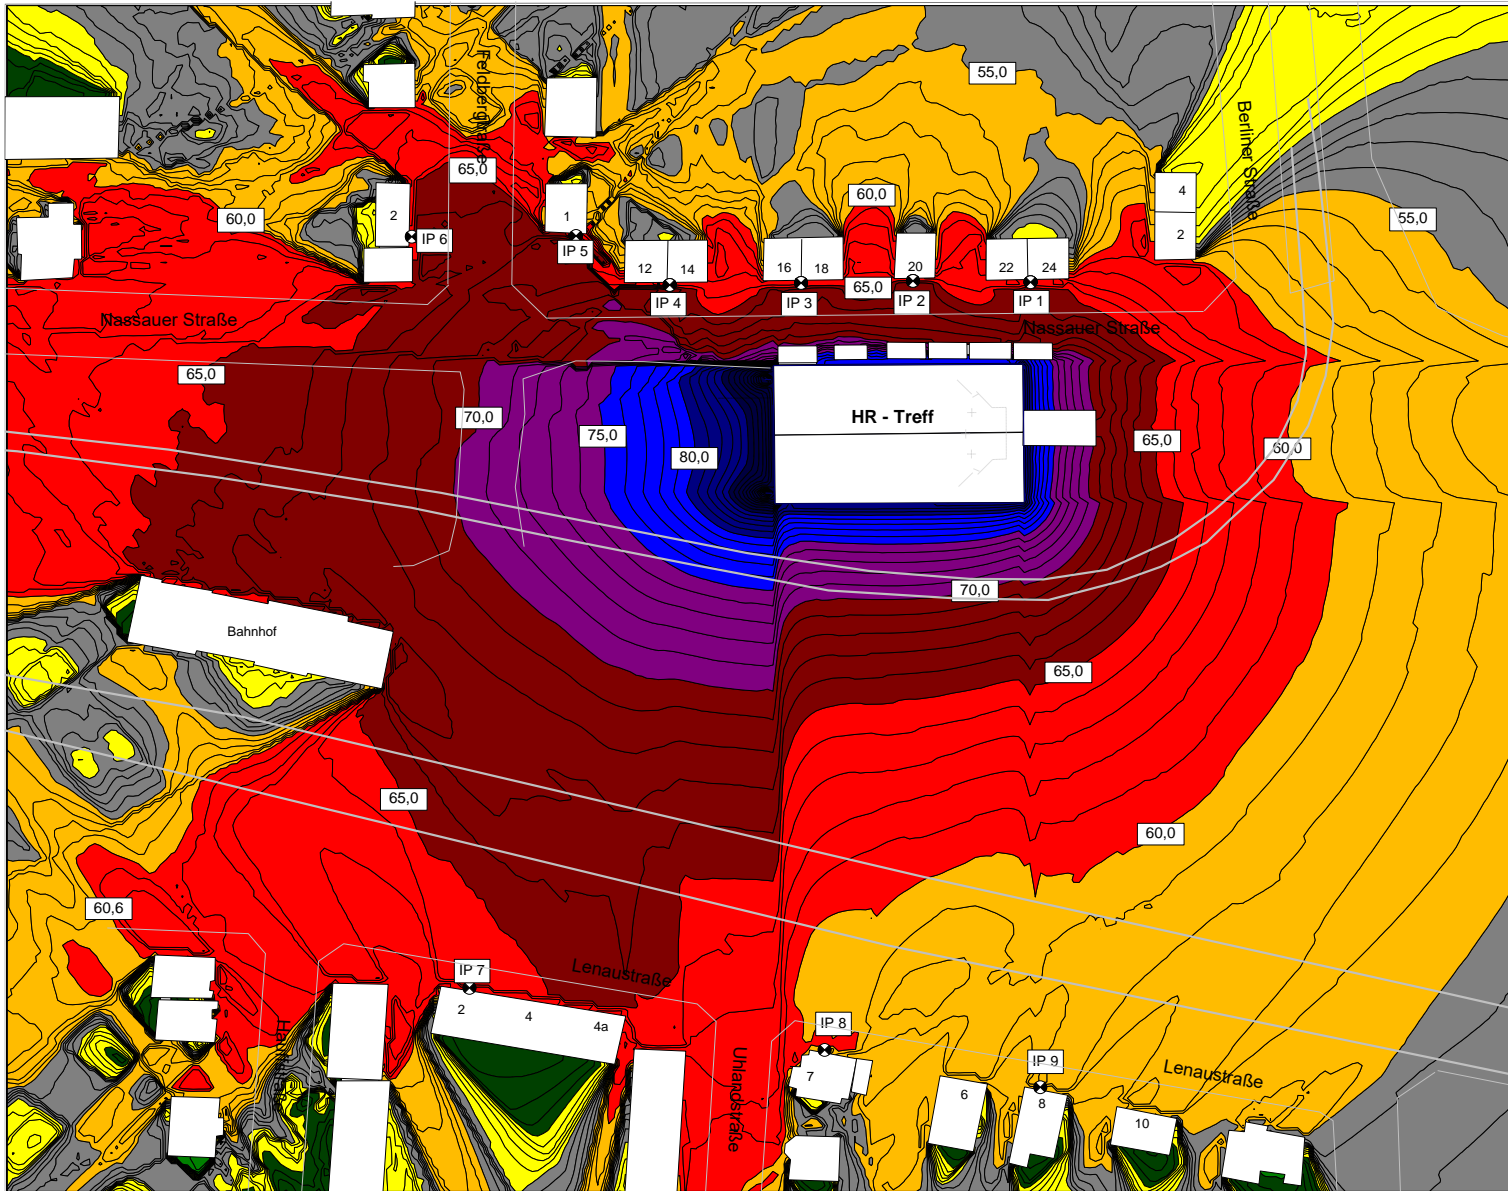 55,0
Feldbergstraße
Berliner Straße
65,0
60,0
4
2
1
2
60,0
55,0
IP 6
IP 5
12
14
16
18
20
22
24
65,0
IP 4
IP 3
IP 2
IP 1
Nassauer Straße
Nassauer Straße
65,0
70,0
75,0
80,0
HR - Treff
65,0
60,0
70,0
Bahnhof
65,0
65,0
60,0
60,6
IP 7
Lenaustraße
2
4
4a
IP 8
Uhlandstraße
7
IP 9
Lenaustraße
6
8
10